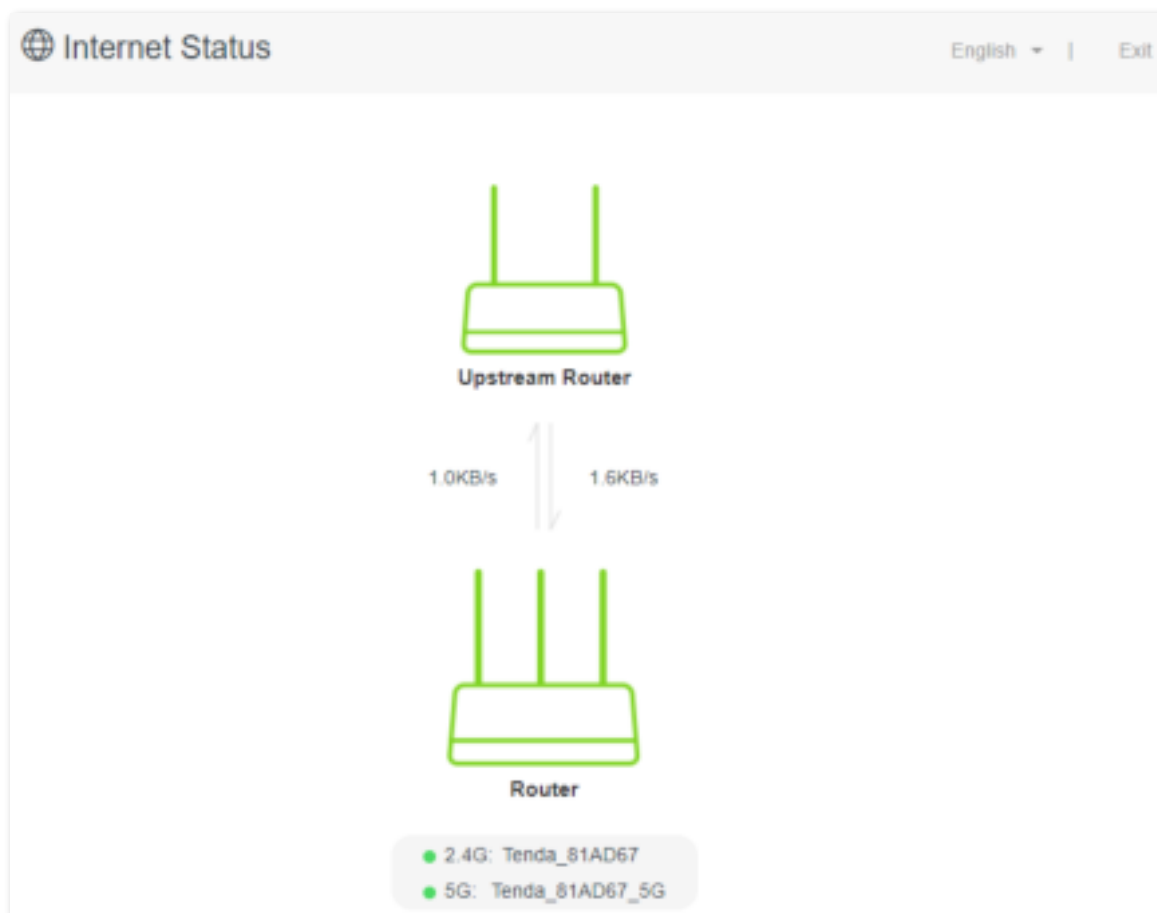 Internet Status
English | Exit
Upstream Router
1.0KB/s 1.6KB/s
Router
2.4G: Tenda_81AD67
5G: Tenda_81AD67_5G